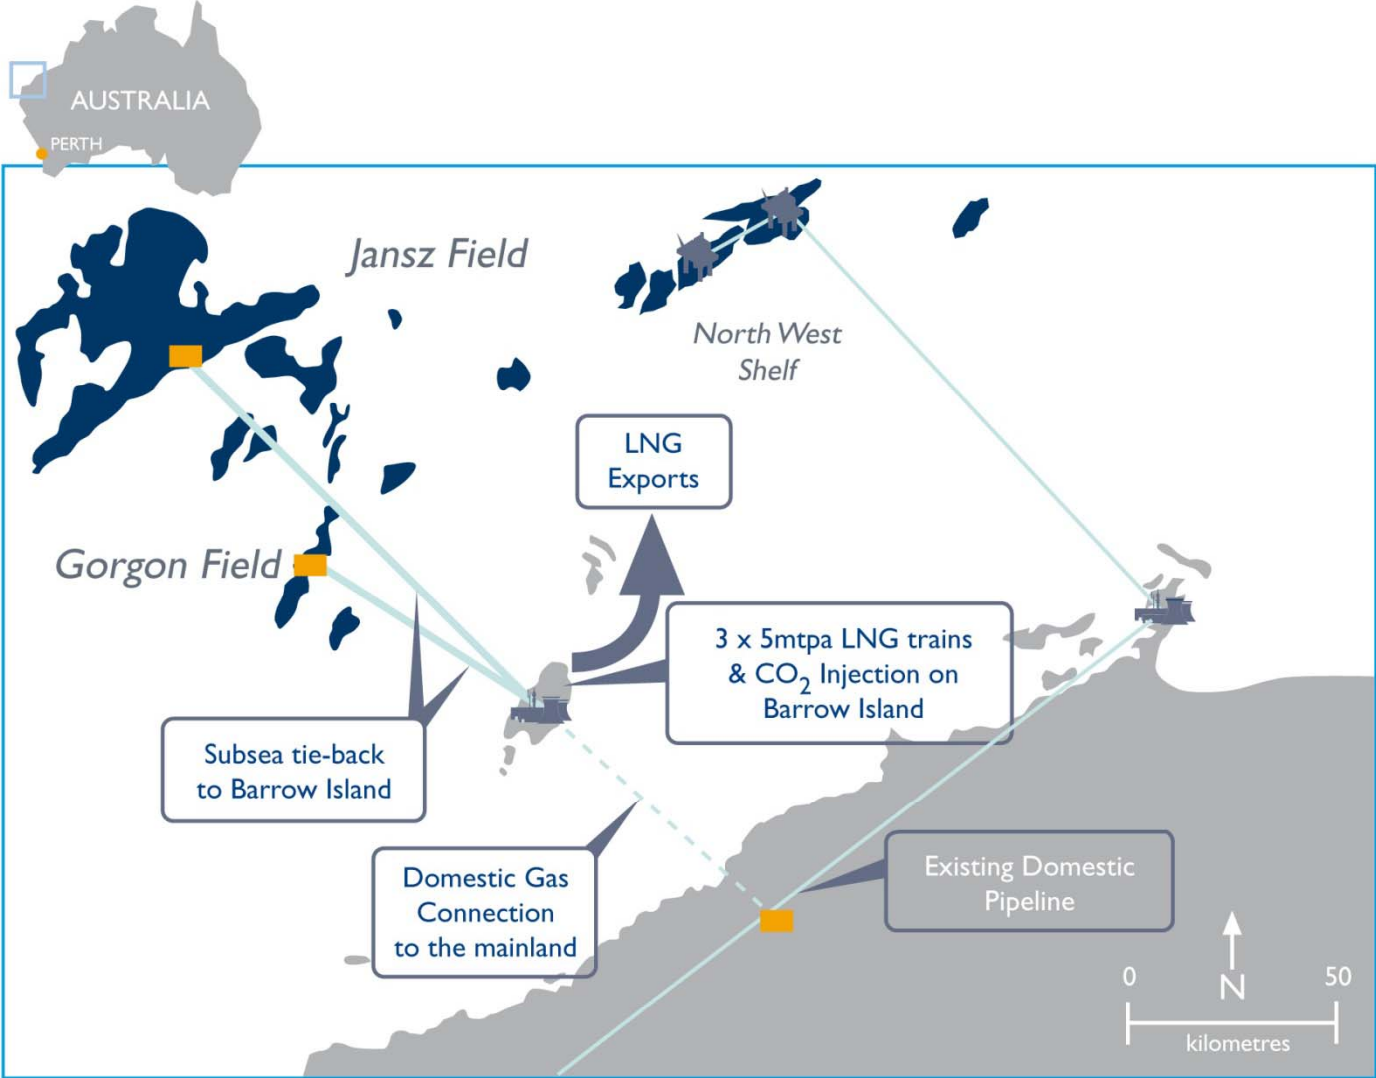 AUSTRALIA
PERTH
Jansz Field
North West
Shelf
LNG
Exports
Gorgon Field
3 x 5mtpa LNG trains
& CO₂ Injection on
Barrow Island
Subsea tie-back
to Barrow Island
Domestic Gas
Connection
to the mainland
Existing Domestic
Pipeline
0 50
N
kilometres